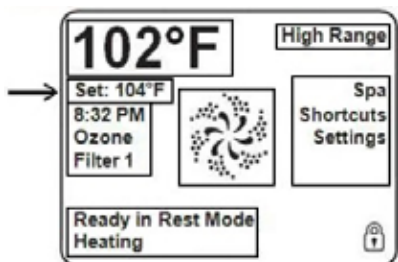 102°F
High Range
Set: 104°F
8:32 PM
Ozone
Filter 1
Spa
Shortcuts
Settings
Ready in Rest Mode
Heating